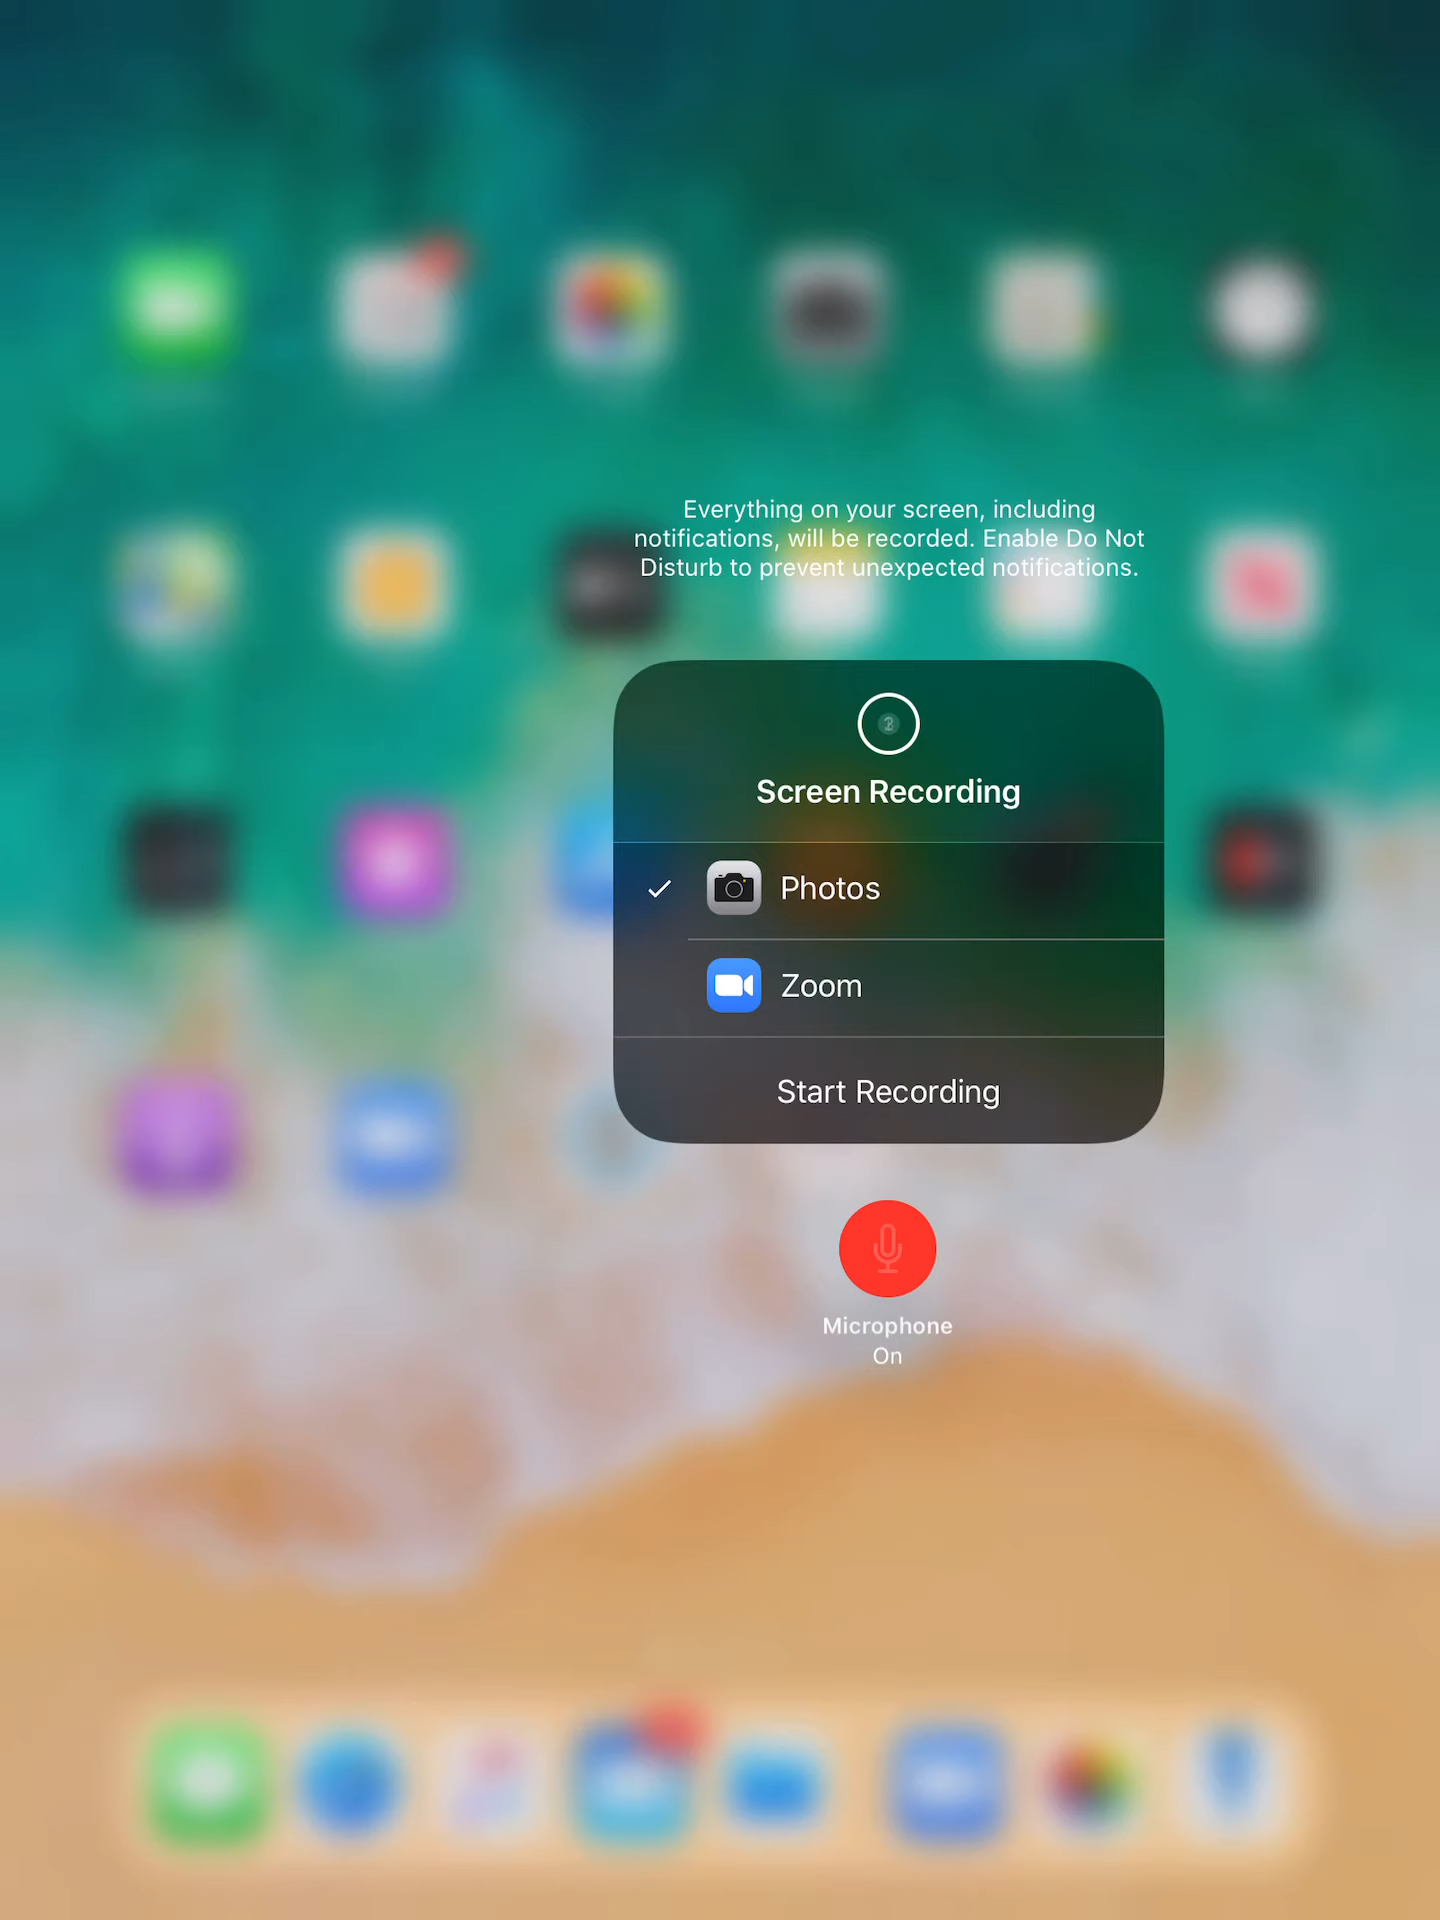 Everything on your screen, including
notifications, will be recorded. Enable Do Not
Disturb to prevent unexpected notifications.
Screen Recording
Photos
Zoom
Start Recording
Microphone
On